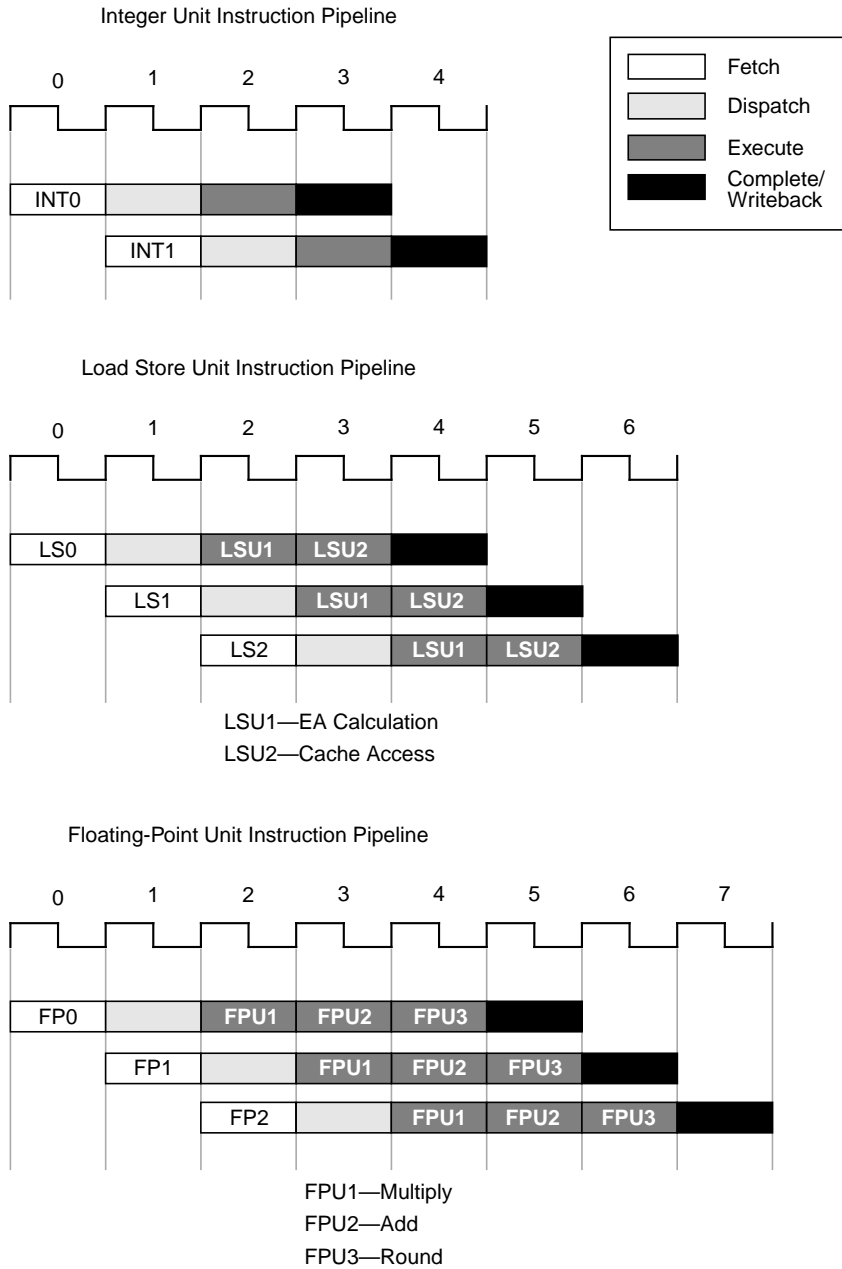 Integer Unit Instruction Pipeline
0 1 2 3 4
Fetch
Dispatch
Execute
Complete/
Writeback
INT0
INT1
Load Store Unit Instruction Pipeline
0 1 2 3 4 5 6
LS0 LSU1 LSU2
LS1 LSU1 LSU2
LS2 LSU1 LSU2
LSU1—EA Calculation
LSU2—Cache Access
Floating-Point Unit Instruction Pipeline
0 1 2 3 4 5 6 7
FP0 FPU1 FPU2 FPU3
FP1 FPU1 FPU2 FPU3
FP2 FPU1 FPU2 FPU3
FPU1—Multiply
FPU2—Add
FPU3—Round